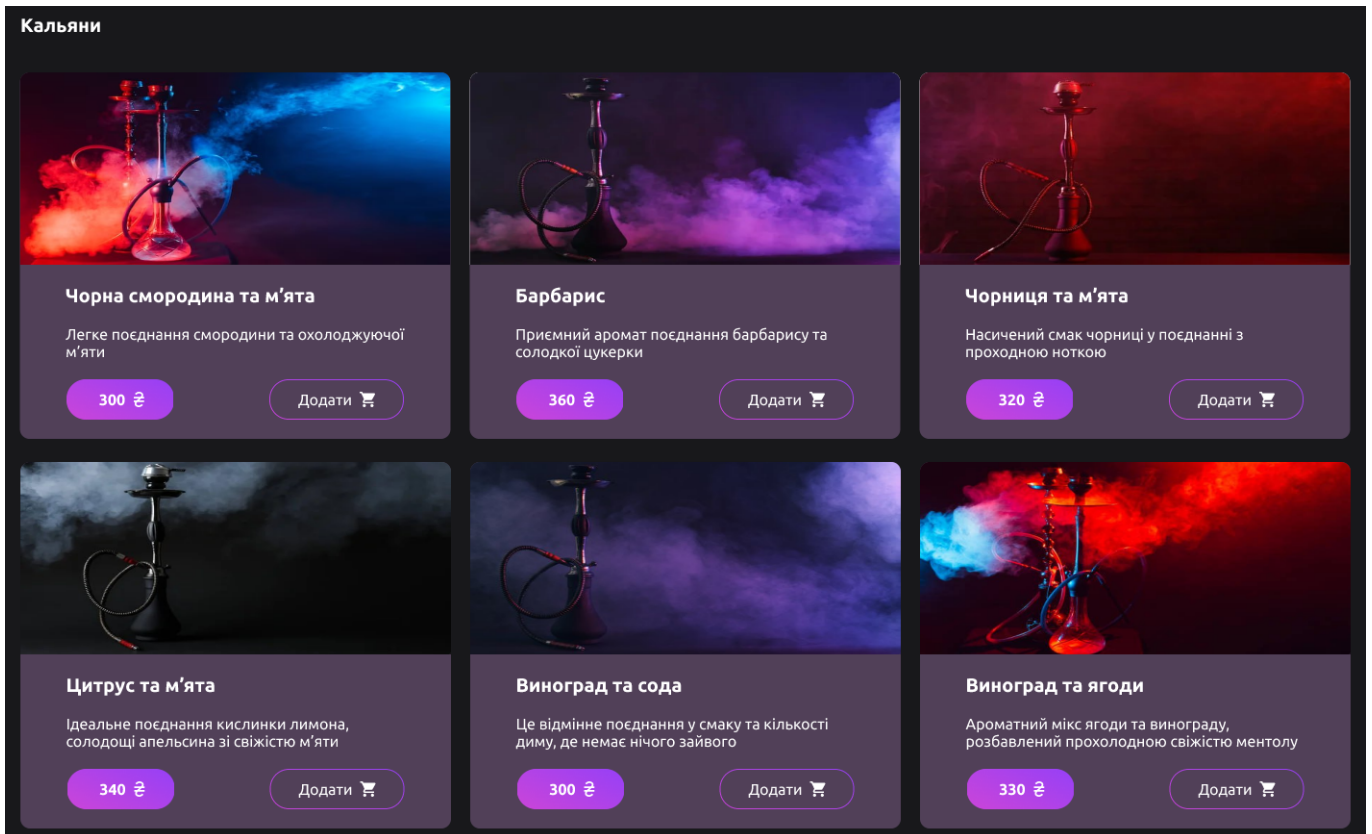 Кальяни
Чорна смородина та м’ята
Легке поєднання смородини та охолоджуючої
м’яти
300 ₴
Додати
Барбарис
Приємний аромат поєднання барбарису та
солодкої цукерки
360 ₴
Додати
Чорниця та м’ята
Насичений смак чорниці у поєднанні з
проходною ноткою
320 ₴
Додати
Цитрус та м’ята
Ідеальне поєднання кислинки лимона,
солодощі апельсина зі свіжістю м’яти
340 ₴
Додати
Виноград та сода
Це відмінне поєднання у смаку та кількості
диму, де немає нічого зайвого
300 ₴
Додати
Виноград та ягоди
Ароматний мікс ягоди та винограду,
розбавлений прохолодною свіжістю ментолу
330 ₴
Додати